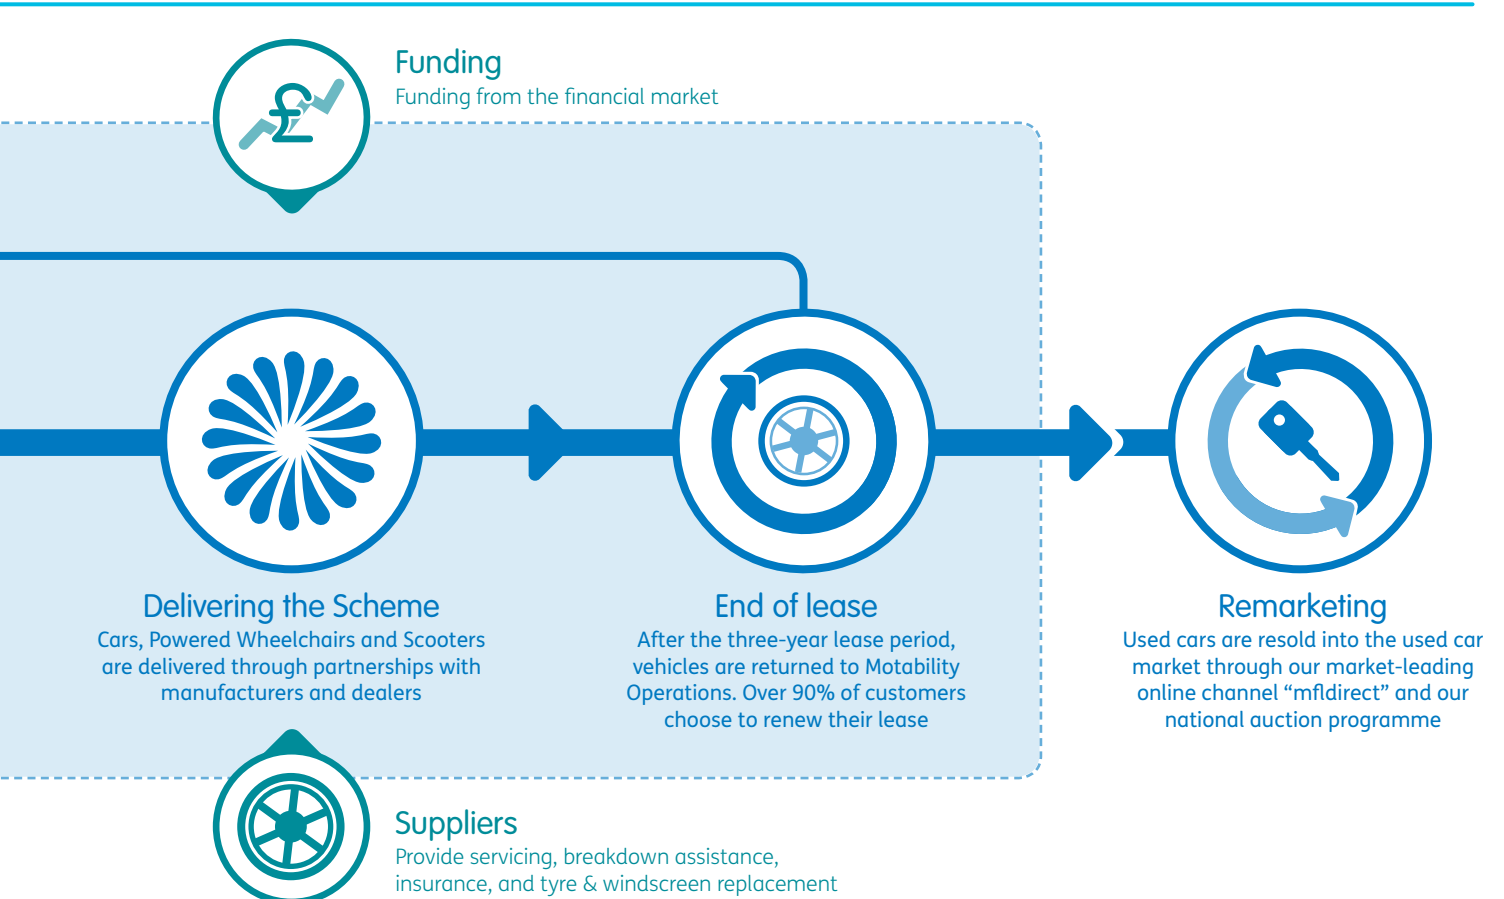 Funding
Funding from the financial market
£
Delivering the Scheme
Cars, Powered Wheelchairs and Scooters
are delivered through partnerships with
manufacturers and dealers
End of lease
After the three-year lease period,
vehicles are returned to Motability
Operations. Over 90% of customers
choose to renew their lease
Remarketing
Used cars are resold into the used car
market through our market-leading
online channel “mfldirect” and our
national auction programme
Suppliers
Provide servicing, breakdown assistance,
insurance, and tyre & windscreen replacement